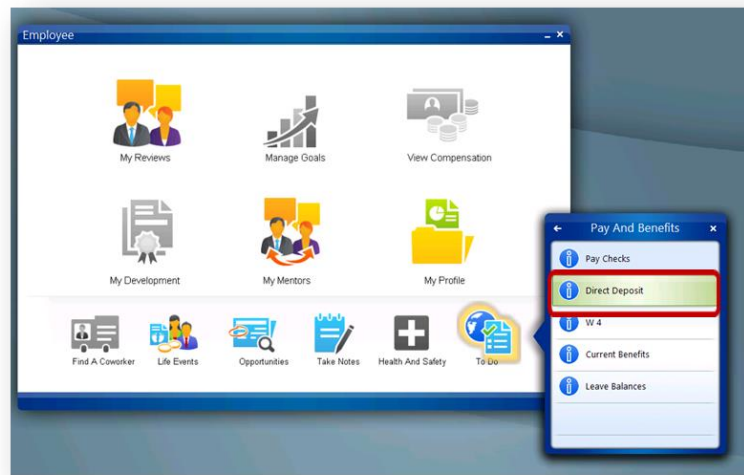 Employee
My Reviews
Manage Goals
View Compensation
My Development
My Mentors
My Profile
Find A Coworker
Life Events
Opportunities
Take Notes
Health And Safety
To Do
Pay And Benefits
Pay Checks
Direct Deposit
W 4
Current Benefits
Leave Balances